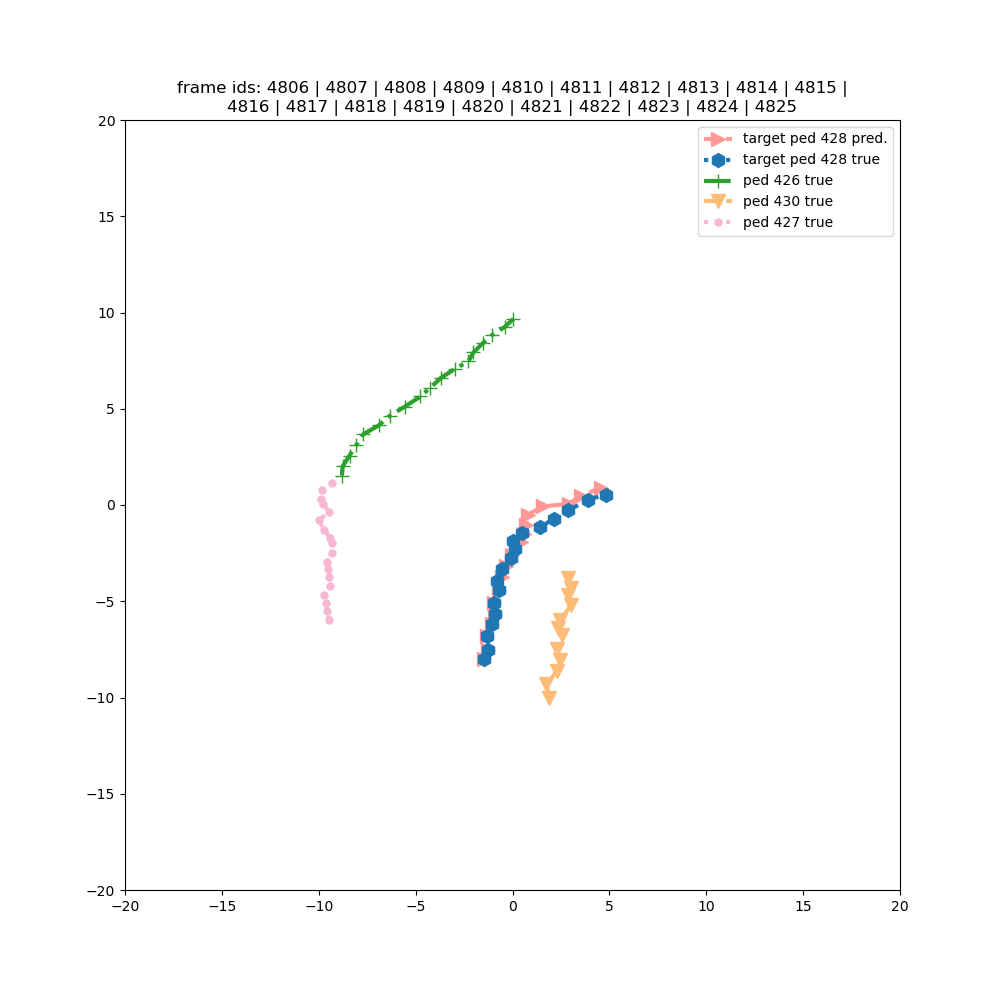 frame ids: 4806 | 4807 | 4808 | 4809 | 4810 | 4811 | 4812 | 4813 | 4814 | 4815 |
4816 | 4817 | 4818 | 4819 | 4820 | 4821 | 4822 | 4823 | 4824 | 4825
target ped 428 pred.
target ped 428 true
ped 426 true
ped 430 true
ped 427 true
20
15
10
5
0
−5
−10
−15
−20
−20 −15 −10 −5 0 5 10 15 20